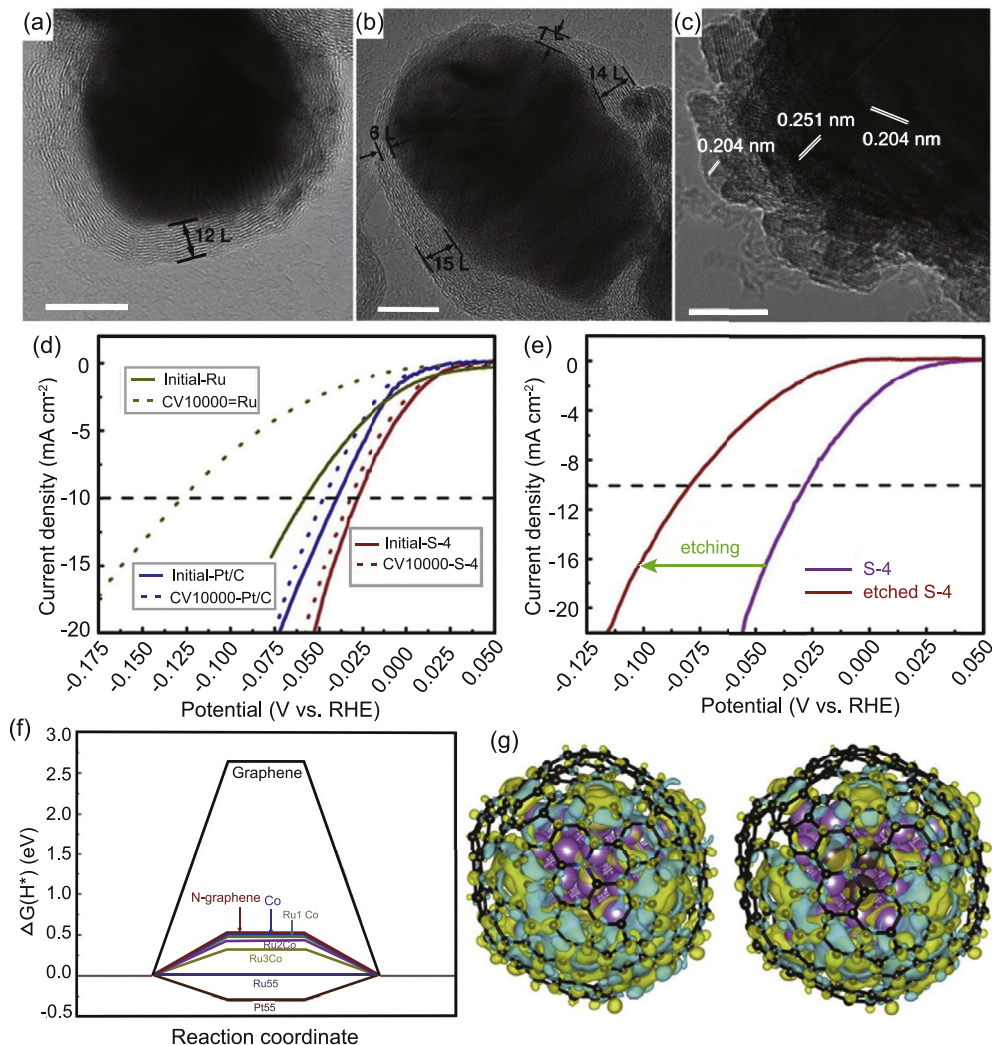 (a)
12 L
(b)
7 L
14 L
6 L
15 L
(c)
0.251 nm
0.204 nm
0.204 nm
(d)
Initial-Ru
CV10000=Ru
Initial-Pt/C
CV10000-Pt/C
Initial-S-4
CV10000-S-4
0
-5
-10
-15
-20
Current density (mA cm⁻²)
-0.175
-0.150
-0.125
-0.100
-0.075
-0.050
-0.025
0.000
0.025
0.050
Potential (V vs. RHE)
(e)
etching
S-4
etched S-4
0
-4
-8
-12
-16
-20
Current density (mA cm⁻²)
-0.125
-0.100
-0.075
-0.050
-0.025
0.000
0.025
0.050
Potential (V vs. RHE)
(f)
3.0
2.5
2.0
1.5
1.0
0.5
0.0
-0.5
ΔG(H*) (eV)
Graphene
N-graphene
Co
Ru1 Co
Ru2Co
Ru3Co
Ru55
Pt55
Reaction coordinate
(g)